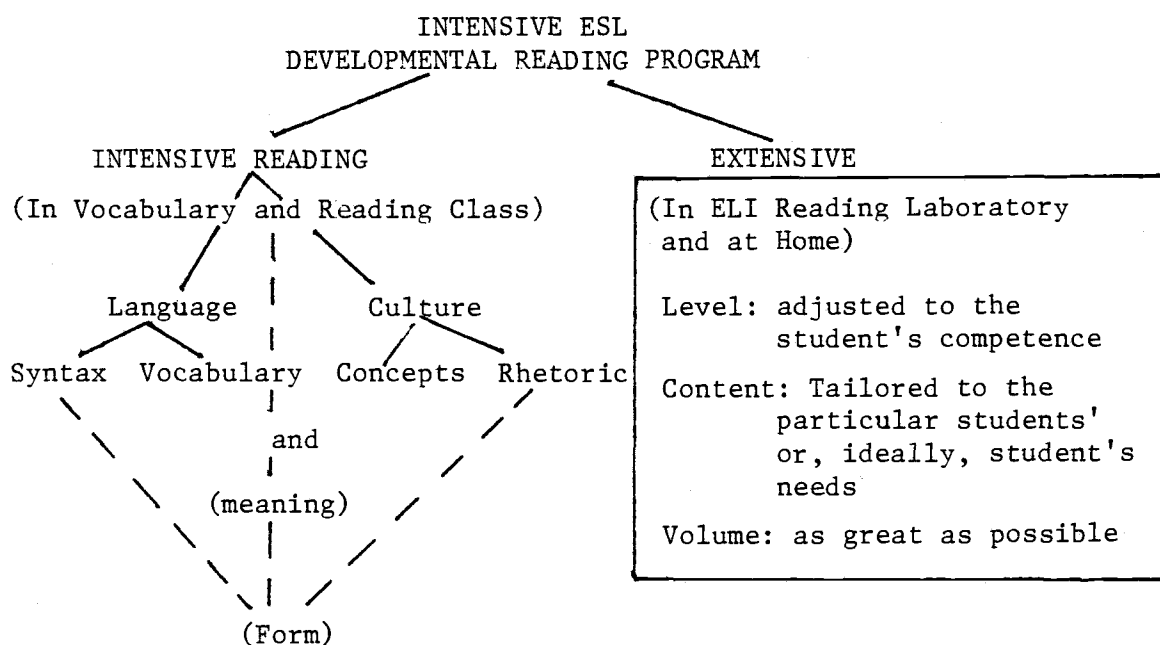 INTENSIVE ESL
DEVELOPMENTAL READING PROGRAM
INTENSIVE READING
(In Vocabulary and Reading Class)
Language
Culture
Syntax
Vocabulary
Concepts
Rhetoric
and
(meaning)
(Form)
EXTENSIVE
(In ELI Reading Laboratory
and at Home)
Level: adjusted to the
student's competence
Content: Tailored to the
particular students'
or, ideally, student's
needs
Volume: as great as possible